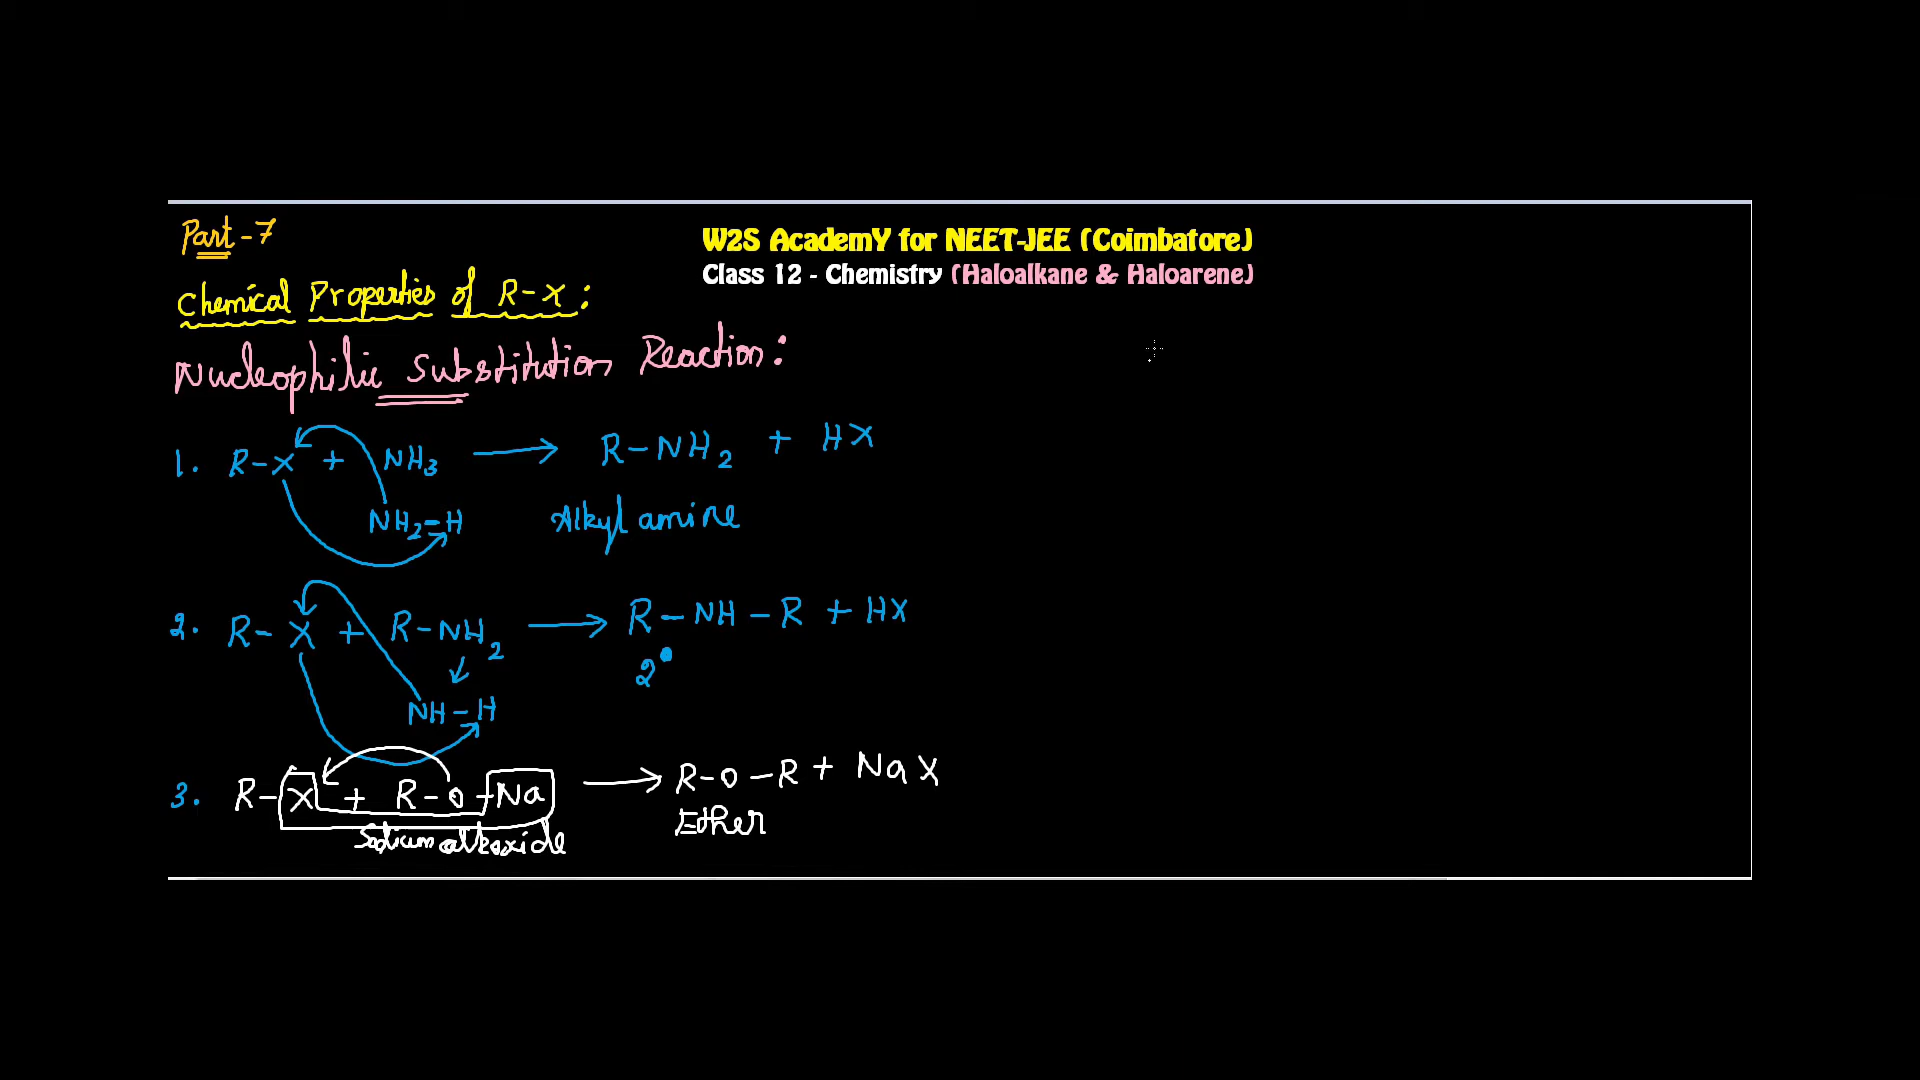 Part-7
W2S AcademY for NEET-JEE (Coimbatore)
Class 12 - Chemistry (Haloalkane & Haloarene)
Chemical Properties of R-X:
Nucleophilic Substitution Reaction:
1. R-X + NH3 → R-NH2 + HX
NH2-H Alkyl amine
2. R-X + R-NH2 → R-NH-R + HX
2°
NH-H
3. R-X + R-O-Na → R-O-R + NaX
Sodium alkoxide Ether